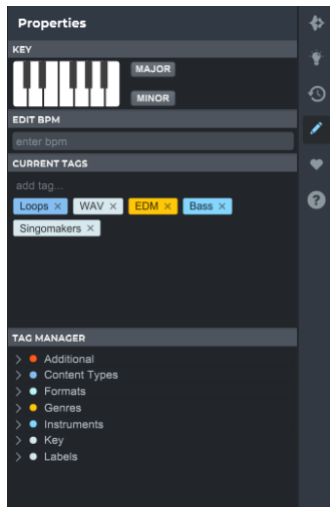 Properties
KEY
MAJOR
MINOR
EDIT BPM
enter bpm
CURRENT TAGS
add tag...
Loops × WAV × EDM × Bass ×
Singomakers ×
TAG MANAGER
> Additional
> Content Types
> Formats
> Genres
> Instruments
> Key
> Labels